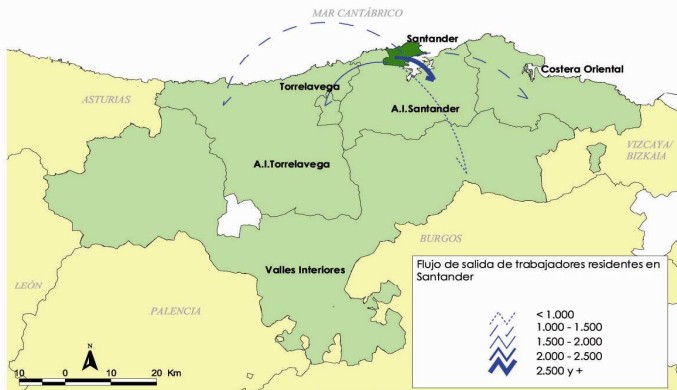 MAR CANTÁBRICO
Santander
Costera Oriental
Torrelavega
ASTURIAS
A.I.Santander
VIZCAYA/
BIZKAIA
A.I.Torrelavega
BURGOS
Valles Interiores
LEÓN
PALENCIA
Flujo de salida de trabajadores residentes en
Santander
< 1.000
1.000 - 1.500
1.500 - 2.000
2.000 - 2.500
2.500 y +
N
10 0 10 20 Km